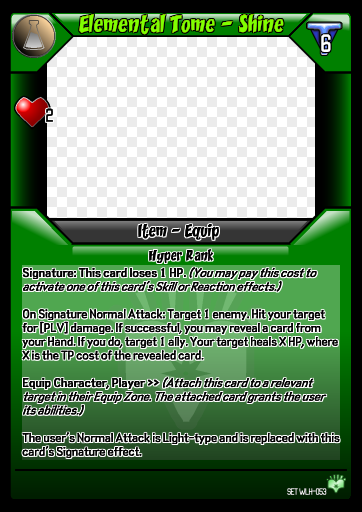 Elemental Tome - Shine
6
2
Item - Equip
Hyper Rank
Signature: This card loses 1 HP. (You may pay this cost to
activate one of this card's Skill or Reaction effects.)
On Signature Normal Attack: Target 1 enemy. Hit your target
for [PLV] damage. If successful, you may reveal a card from
your Hand. If you do, target 1 ally. Your target heals X HP, where
X is the TP cost of the revealed card.
Equip Character, Player >> (Attach this card to a relevant
target in their Equip Zone. The attached card grants the user
its abilities.)
The user's Normal Attack is Light-type and is replaced with this
card's Signature effect.
SET WLH-053